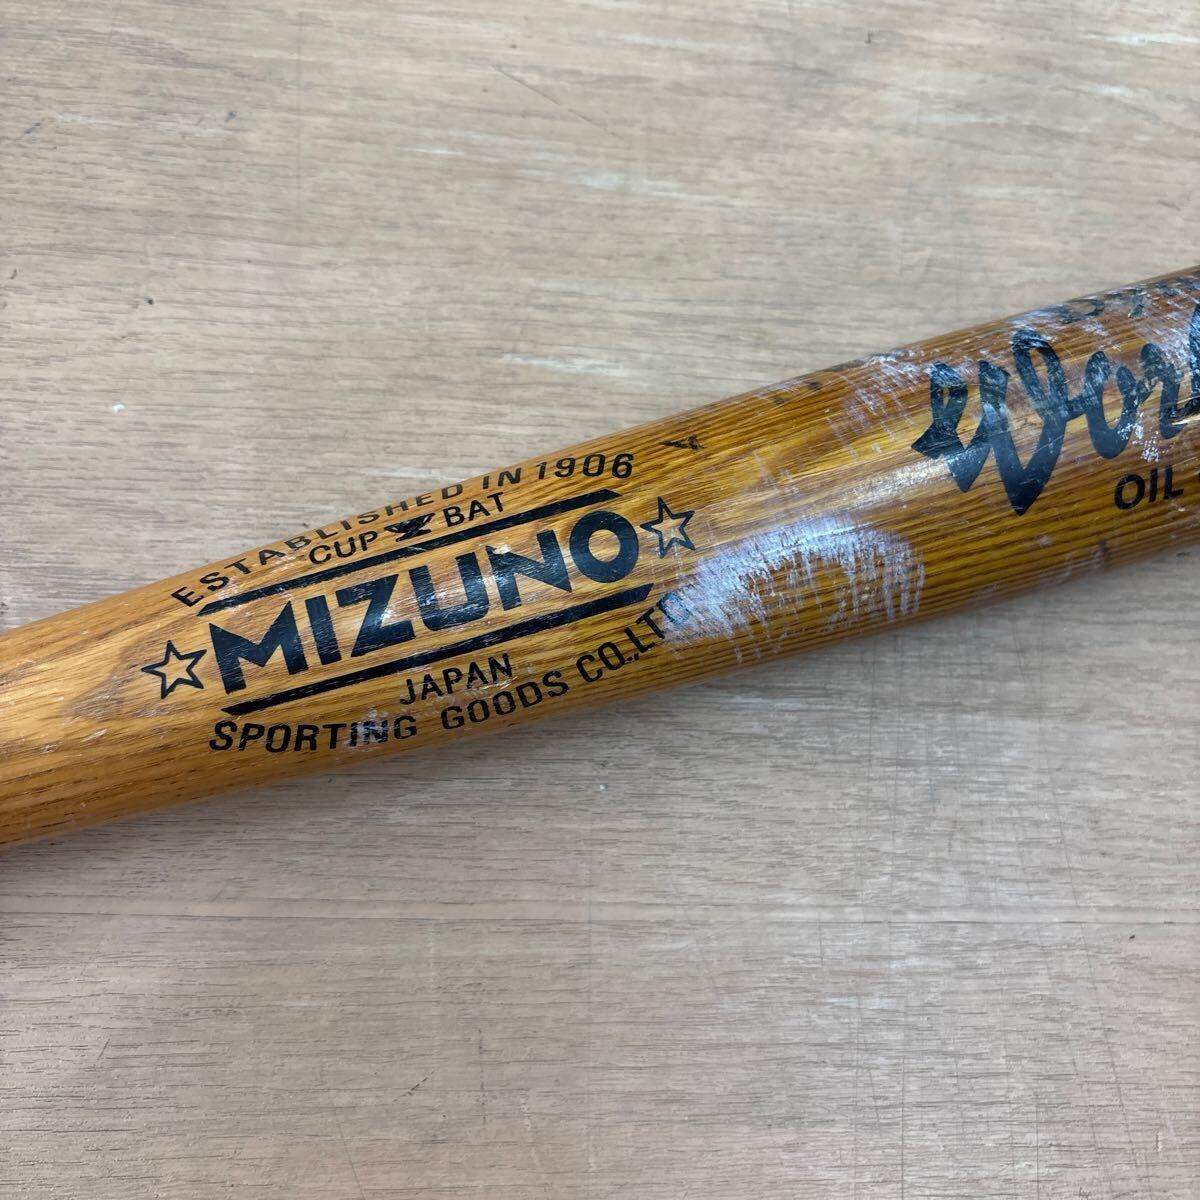 ESTABLISHED IN 1906
CUP BAT
MIZUNO
JAPAN
SPORTING GOODS CO.,LTD
OIL